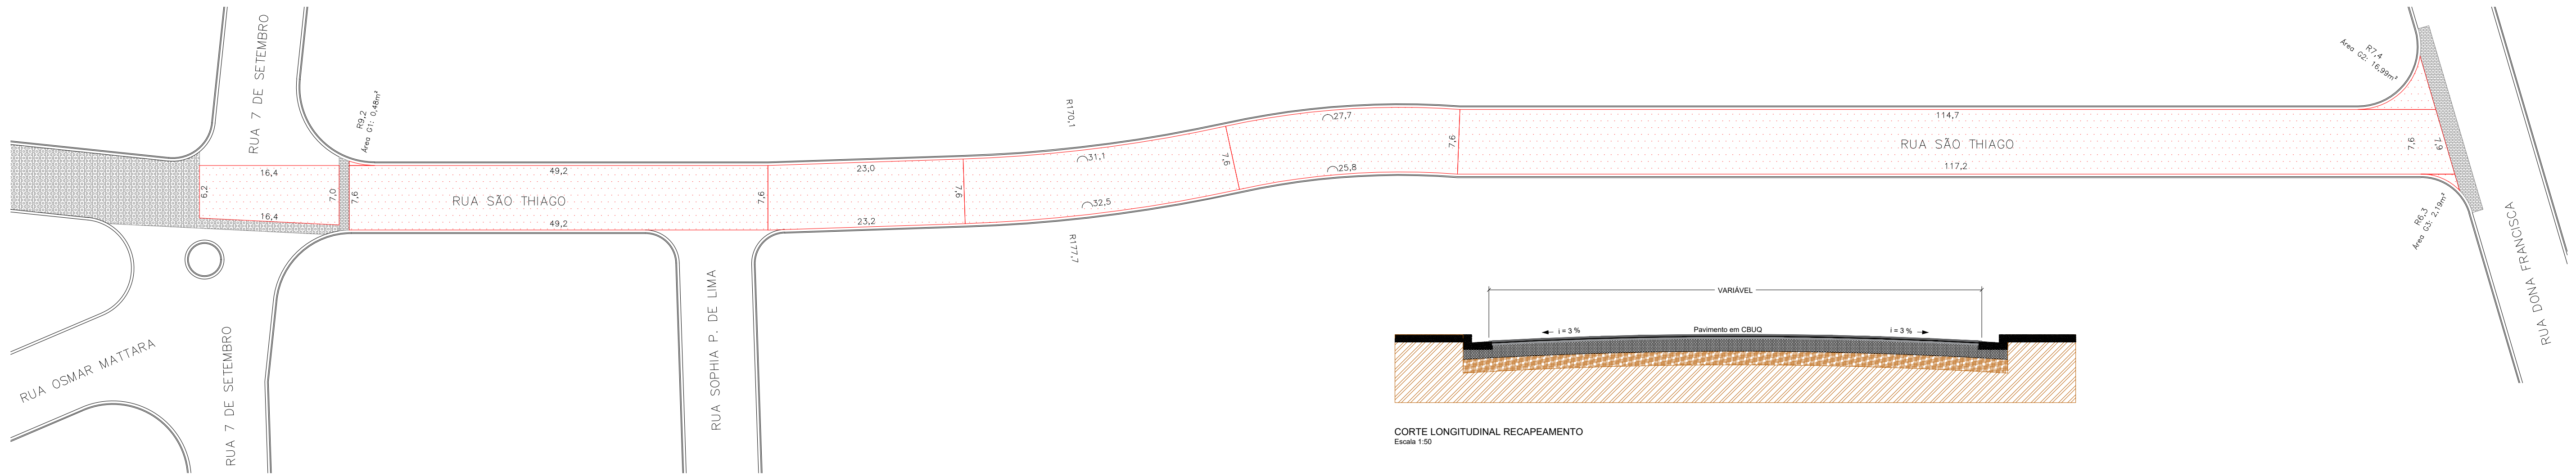 RUA 7 DE SETEMBRO
R9,2
Área G1: 0,48m²
16,4
6,2
7,0
16,4
7,6
49,2
RUA SÃO THIAGO
49,2
7,6
23,0
23,2
7,6
R170,1
31,1
32,5
R177,7
7,6
27,7
25,8
7,6
114,7
RUA SÃO THIAGO
117,2
7,6
7,9
R7,4
Área G2: 16,99m²
R6,3
Área G3: 2,19m²
RUA DONA FRANCISCA
RUA OSMAR MATTARA
RUA 7 DE SETEMBRO
RUA SOPHIA P. DE LIMA
VARIÁVEL
i = 3 %
Pavimento em CBUQ
i = 3 %
CORTE LONGITUDINAL RECAPEAMENTO
Escala 1:50